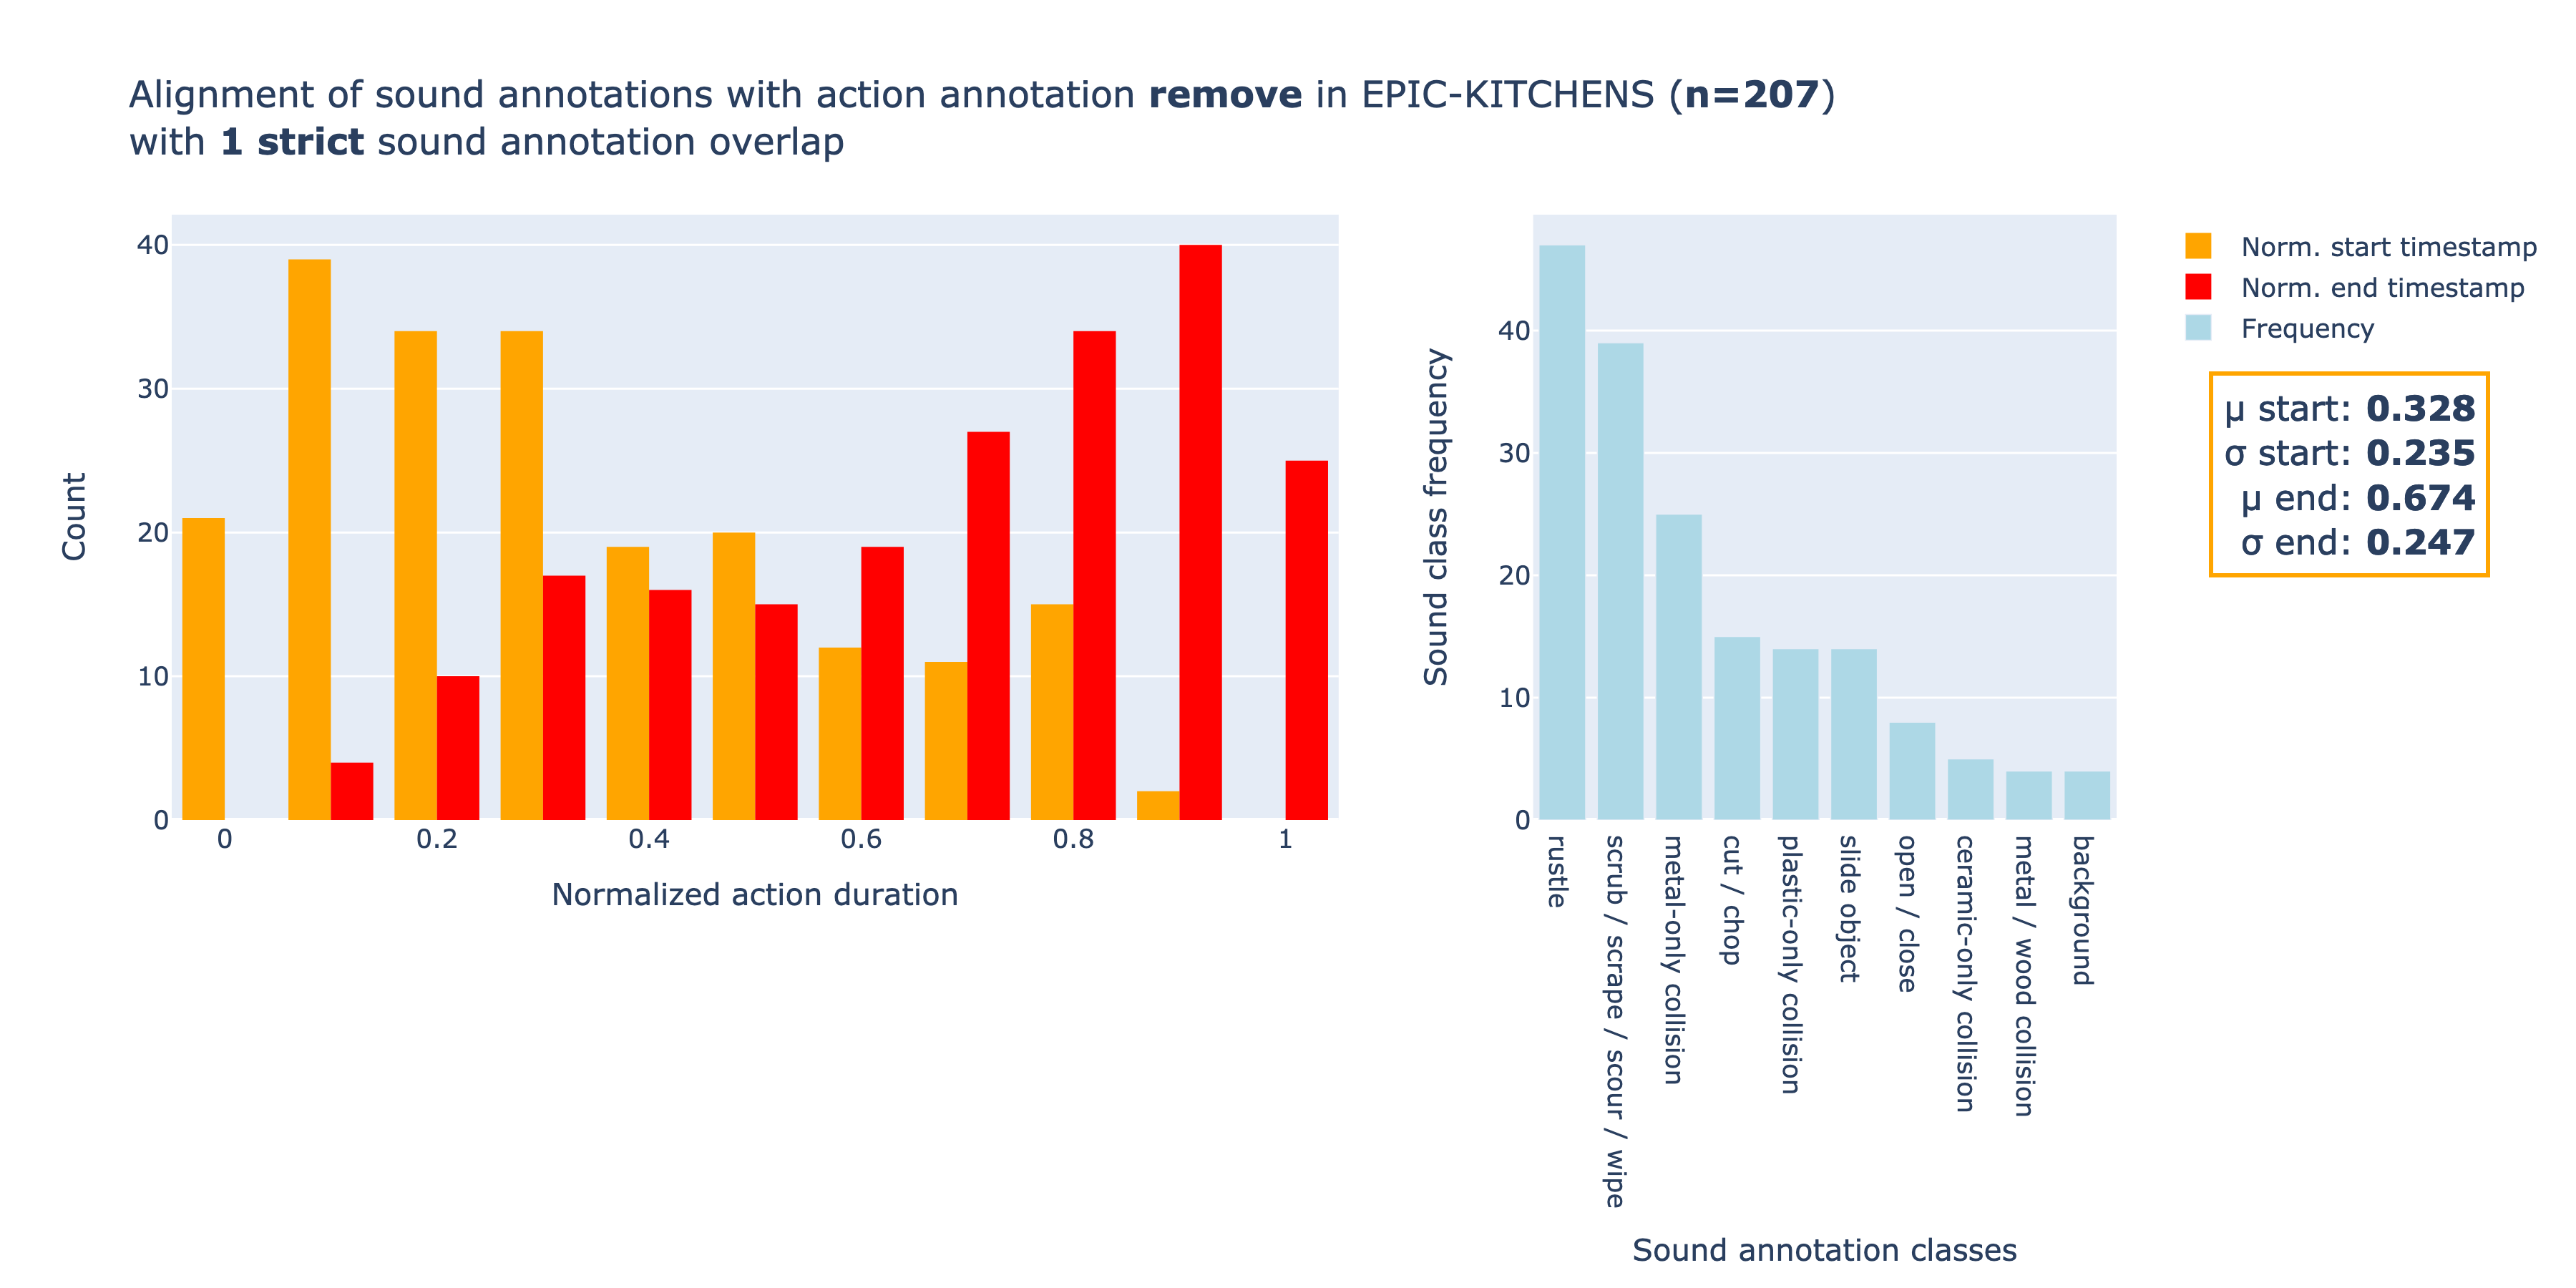 Alignment of sound annotations with action annotation remove in EPIC-KITCHENS (n=207)
with 1 strict sound annotation overlap
40
30
20
10
0
Count
0 0.2 0.4 0.6 0.8 1
Normalized action duration
40
30
20
10
0
Sound class frequency
rustle
scrub / scrape / scour / wipe
metal-only collision
cut / chop
plastic-only collision
slide object
open / close
ceramic-only collision
metal / wood collision
background
Sound annotation classes
Norm. start timestamp
Norm. end timestamp
Frequency
μ start: 0.328
σ start: 0.235
μ end: 0.674
σ end: 0.247